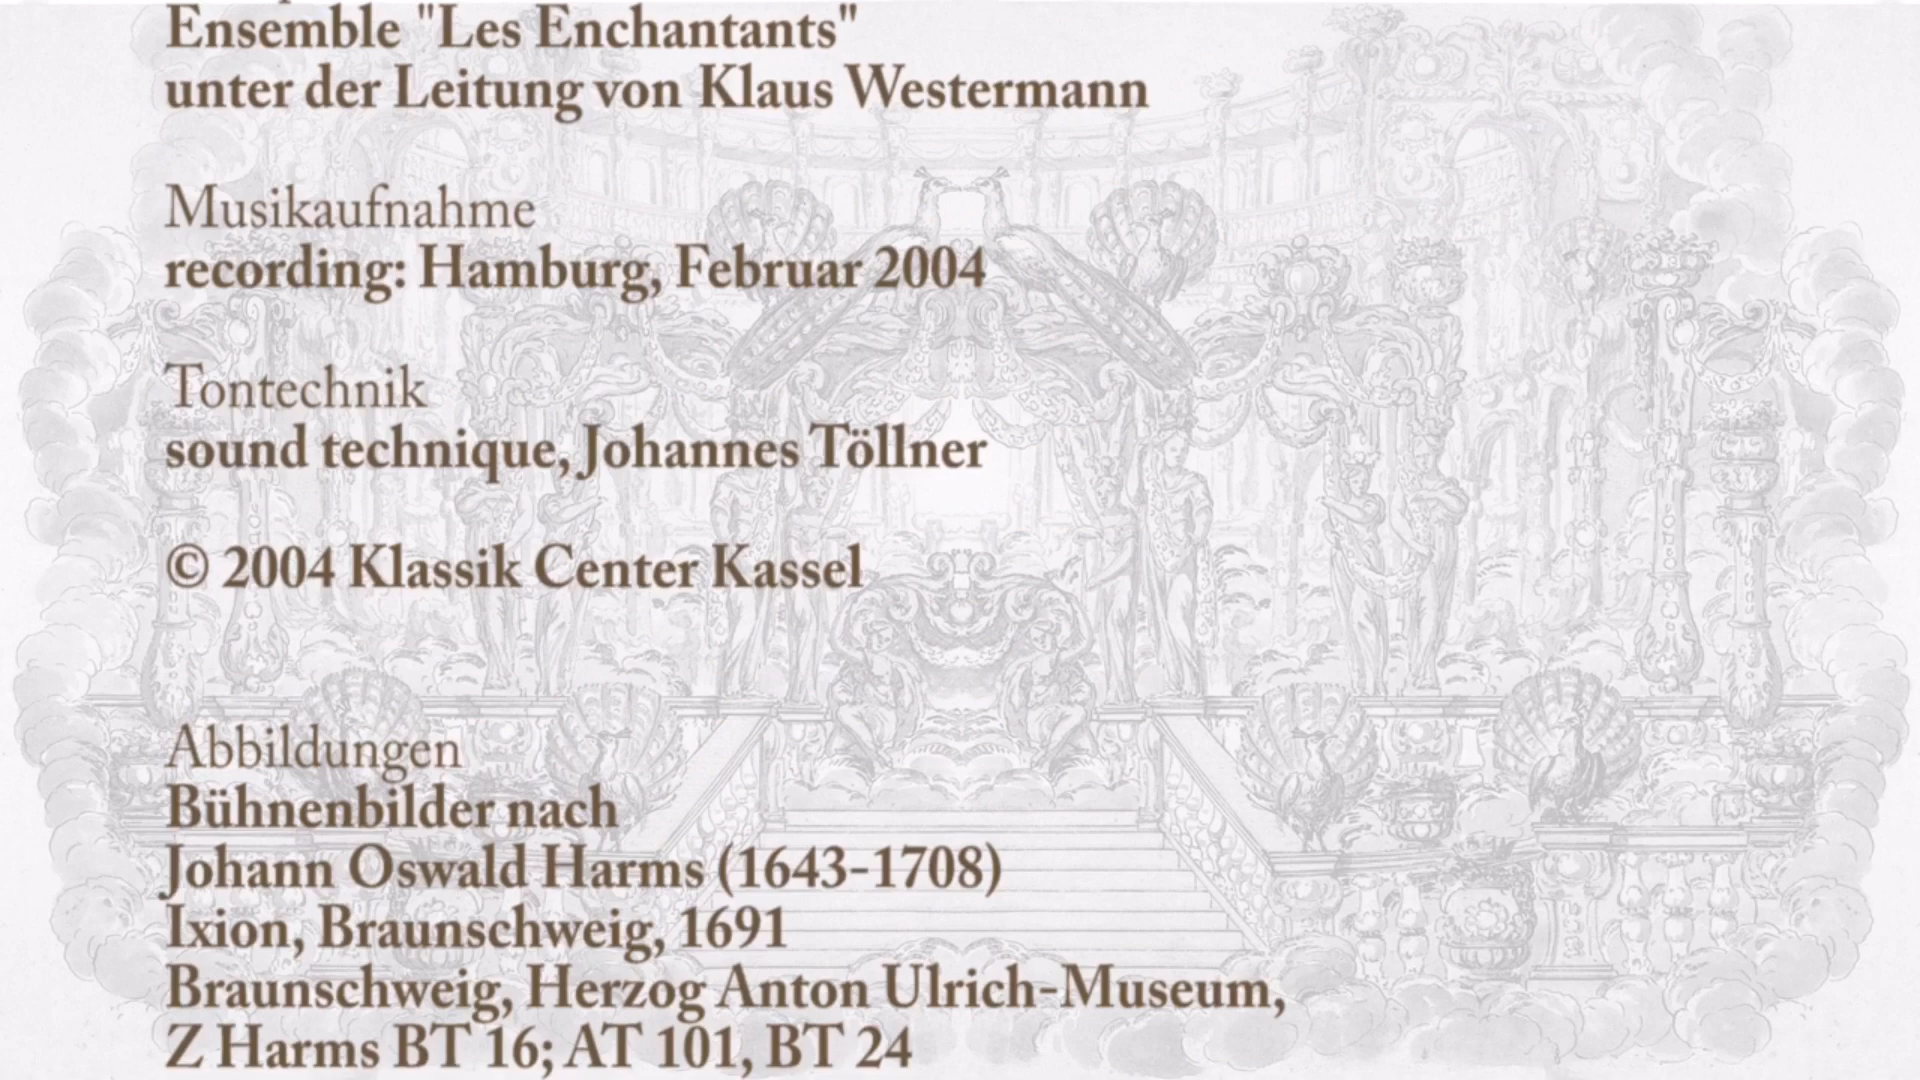 Ensemble "Les Enchantants"
unter der Leitung von Klaus Westermann
Musikaufnahme
recording: Hamburg, Februar 2004
Tontechnik
sound technique, Johannes Töllner
© 2004 Klassik Center Kassel
Abbildungen
Bühnenbilder nach
Johann Oswald Harms (1643-1708)
Ixion, Braunschweig, 1691
Braunschweig, Herzog Anton Ulrich-Museum,
Z Harms BT 16; AT 101, BT 24